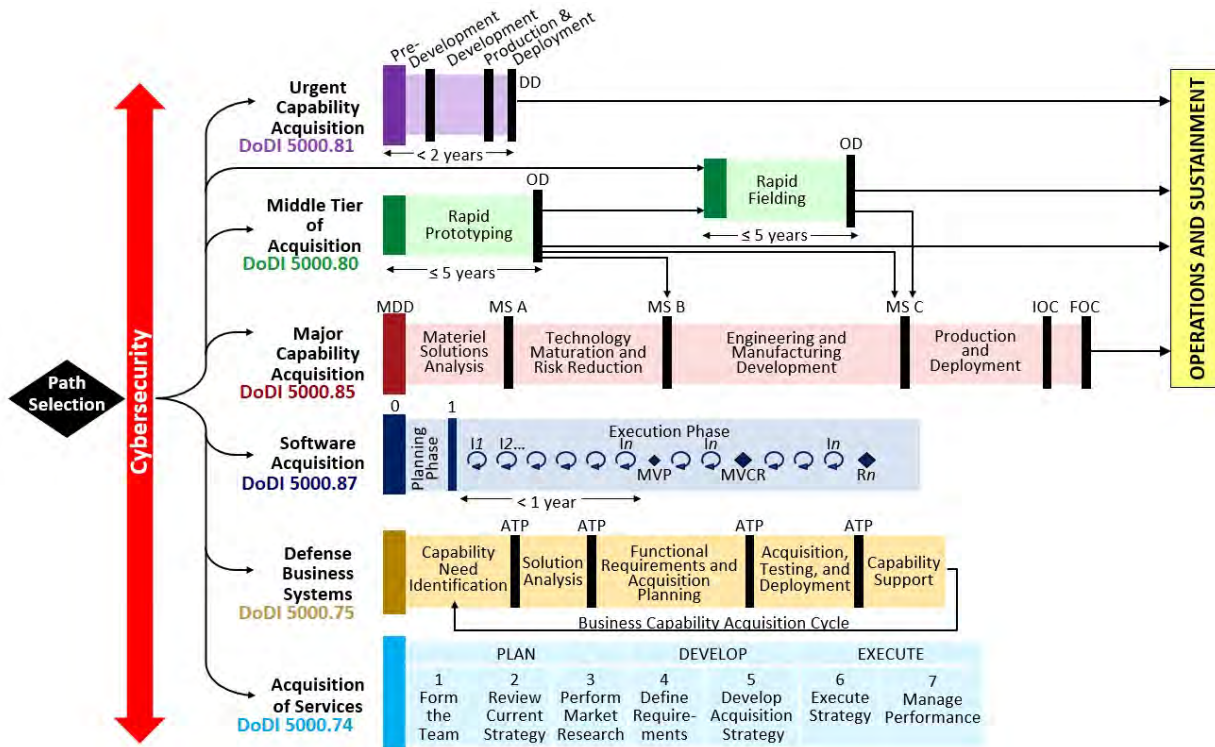 Pre-
Development
Development
Production &
Deployment
Urgent
Capability
Acquisition
DoDI 5000.81
DD
< 2 years
Middle Tier
of
Acquisition
DoDI 5000.80
Rapid
Prototyping
OD
≤ 5 years
Rapid
Fielding
OD
≤ 5 years
Major
Capability
Acquisition
DoDI 5000.85
MDD
Materiel
Solutions
Analysis
MS A
Technology
Maturation and
Risk Reduction
MS B
Engineering and
Manufacturing
Development
MS C
Production
and
Deployment
IOC
FOC
OPERATIONS AND SUSTAINMENT
Path
Selection
Cybersecurity
Software
Acquisition
DoDI 5000.87
0
Planning
Phase
1
Execution Phase
I1
I2...
In
In
In
MVP
MVCR
Rn
< 1 year
Defense
Business
Systems
DoDI 5000.75
Capability
Need
Identification
ATP
Solution
Analysis
ATP
Functional
Requirements and
Acquisition
Planning
ATP
Acquisition,
Testing, and
Deployment
ATP
Capability
Support
Business Capability Acquisition Cycle
Acquisition
of Services
DoDI 5000.74
PLAN
DEVELOP
EXECUTE
1
Form
the
Team
2
Review
Current
Strategy
3
Perform
Market
Research
4
Define
Require-
ments
5
Develop
Acquisition
Strategy
6
Execute
Strategy
7
Manage
Performance